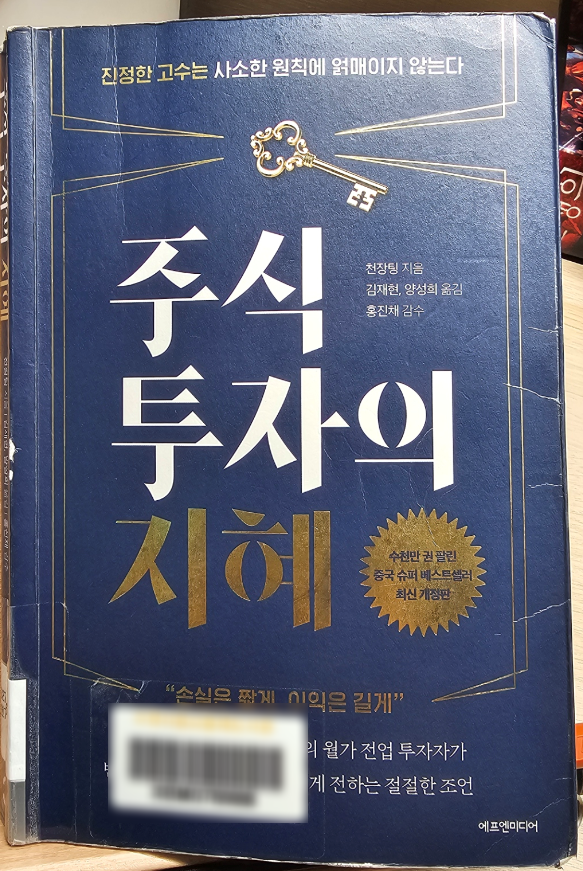 진정한 고수는 사소한 원칙에 얽매이지 않는다
천장팅 지음
김재현, 양성희 옮김
홍진채 감수
주식
투자의
지혜
수천만 권 팔린
중국 슈퍼 베스트셀러
최신 개정판
“손실은 짧게, 이익은 길게”
의 월가 전업 투자자가
게 전하는 절절한 조언
에프엔미디어